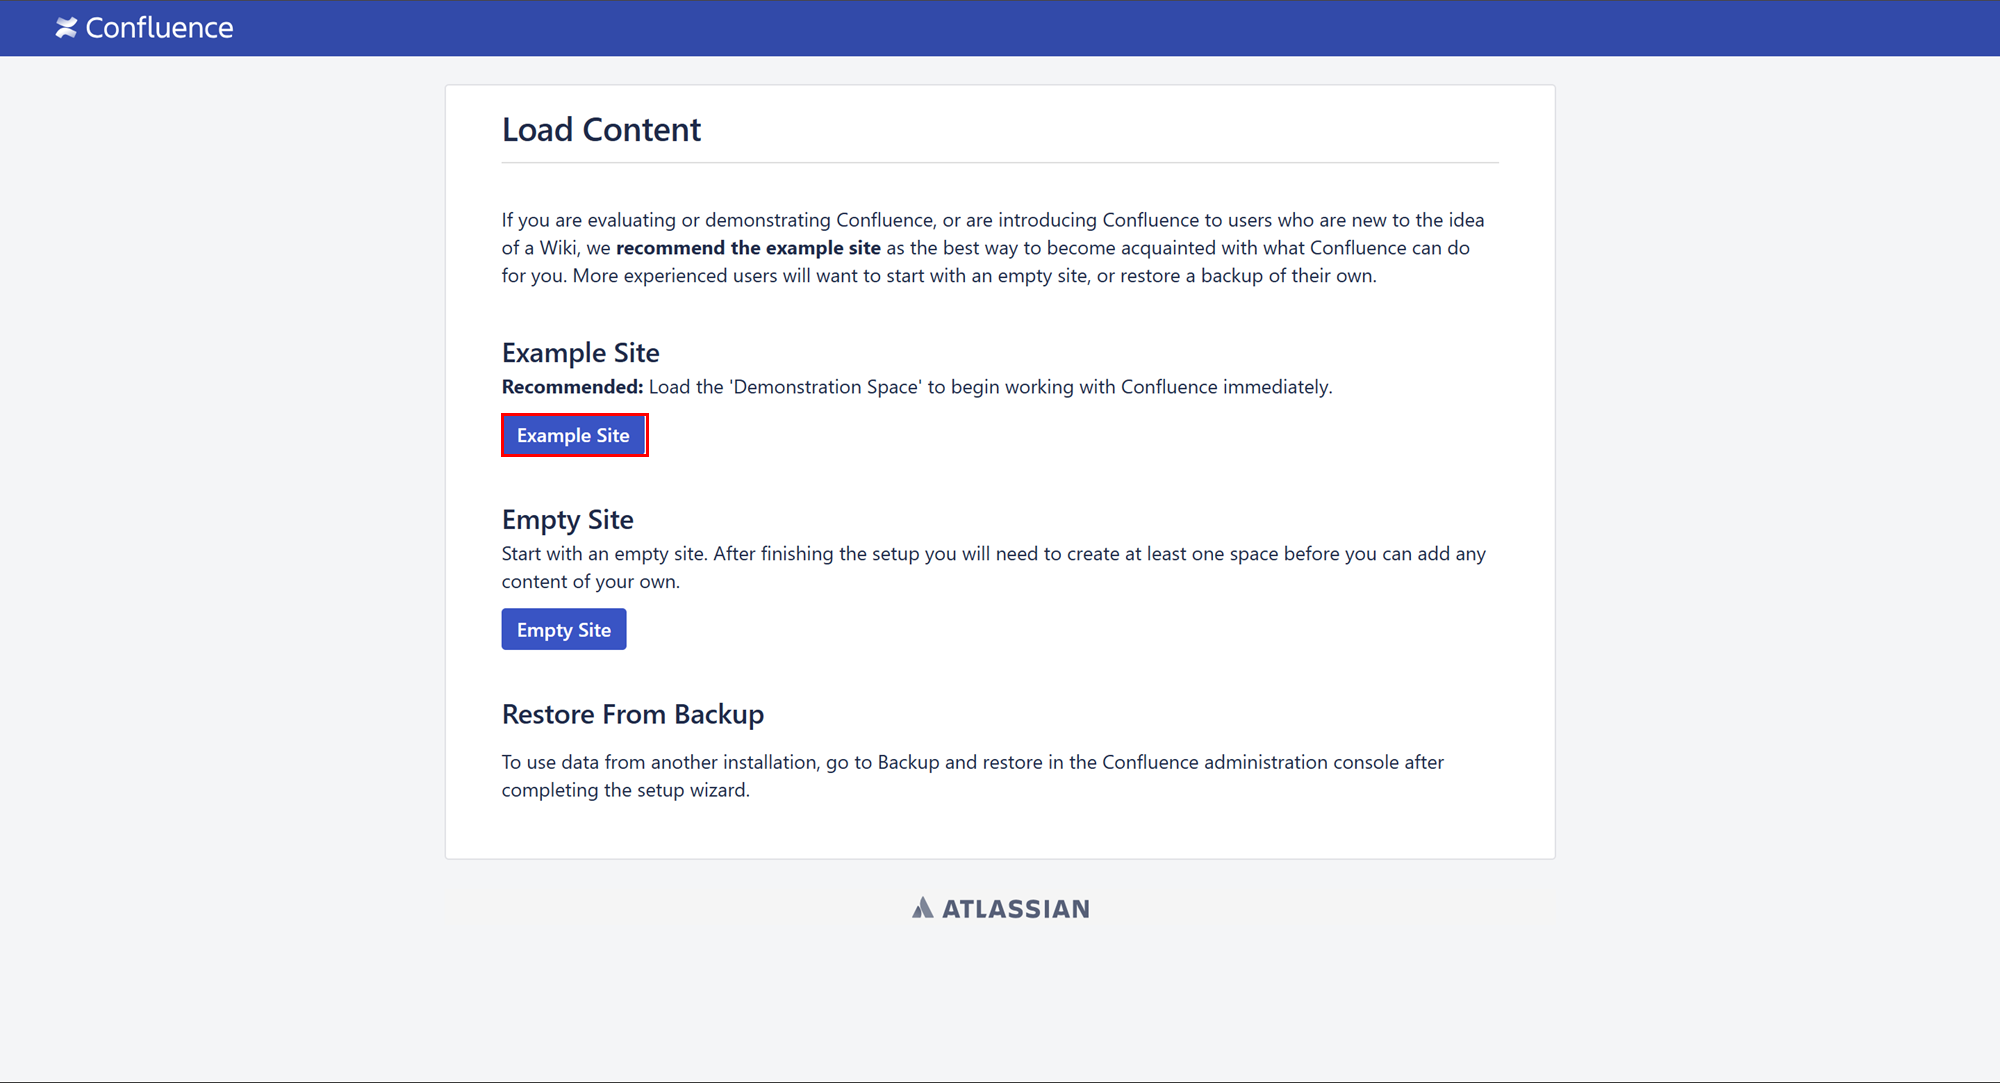 Confluence
Load Content
If you are evaluating or demonstrating Confluence, or are introducing Confluence to users who are new to the idea
of a Wiki, we recommend the example site as the best way to become acquainted with what Confluence can do
for you. More experienced users will want to start with an empty site, or restore a backup of their own.
Example Site
Recommended: Load the 'Demonstration Space' to begin working with Confluence immediately.
Example Site
Empty Site
Start with an empty site. After finishing the setup you will need to create at least one space before you can add any
content of your own.
Empty Site
Restore From Backup
To use data from another installation, go to Backup and restore in the Confluence administration console after
completing the setup wizard.
ATLASSIAN